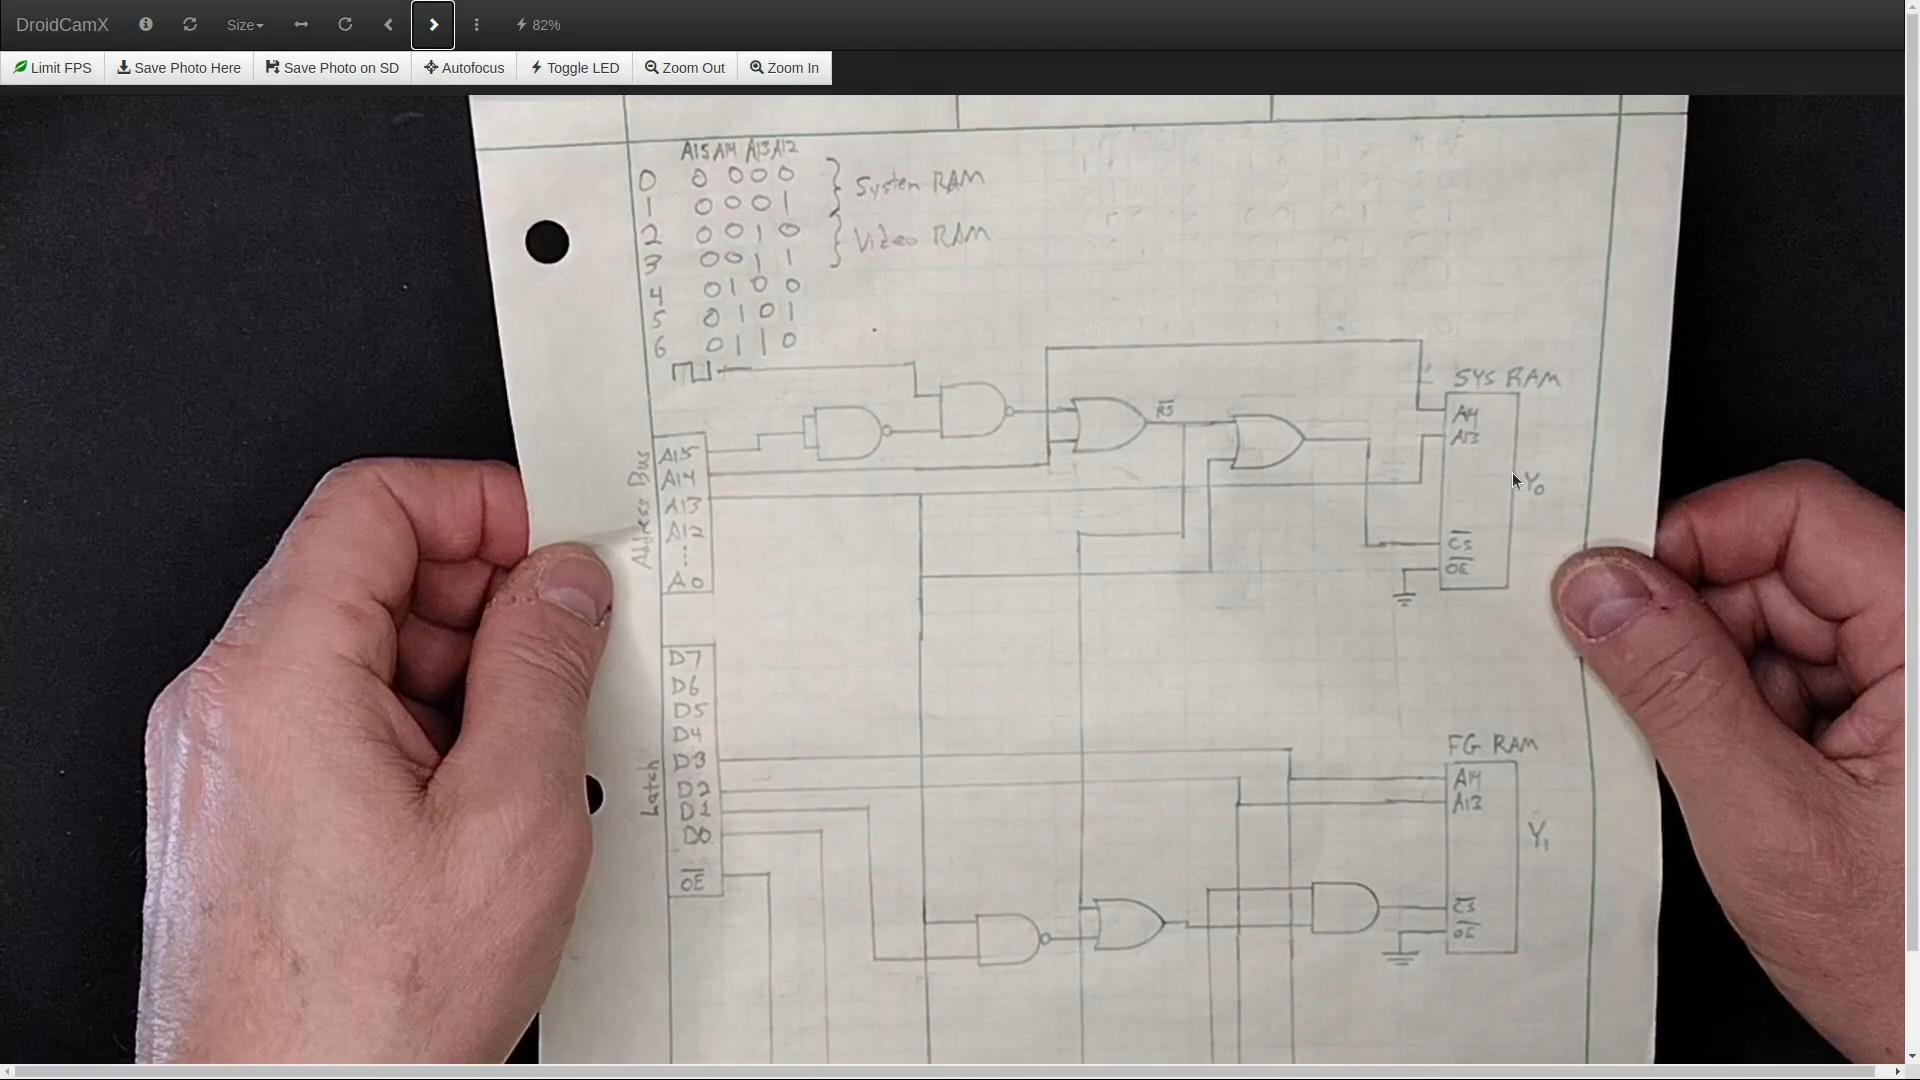 DroidCamX Size 82%
Limit FPS Save Photo Here Save Photo on SD Autofocus Toggle LED Zoom Out Zoom In
A15 A14 A13 A12
0 0 0 0 0
1 0 0 0 1 System RAM
2 0 0 1 0
3 0 0 1 1 Video RAM
4 0 1 0 0
5 0 1 0 1
6 0 1 1 0
Address Bus
A15
A14
A13
A12
A0
RS
SYS RAM
A14
A13
Y0
CS
OE
Latch
D7
D6
D5
D4
D3
D2
D1
D0
OE
FG RAM
A14
A13
Y1
CS
OE